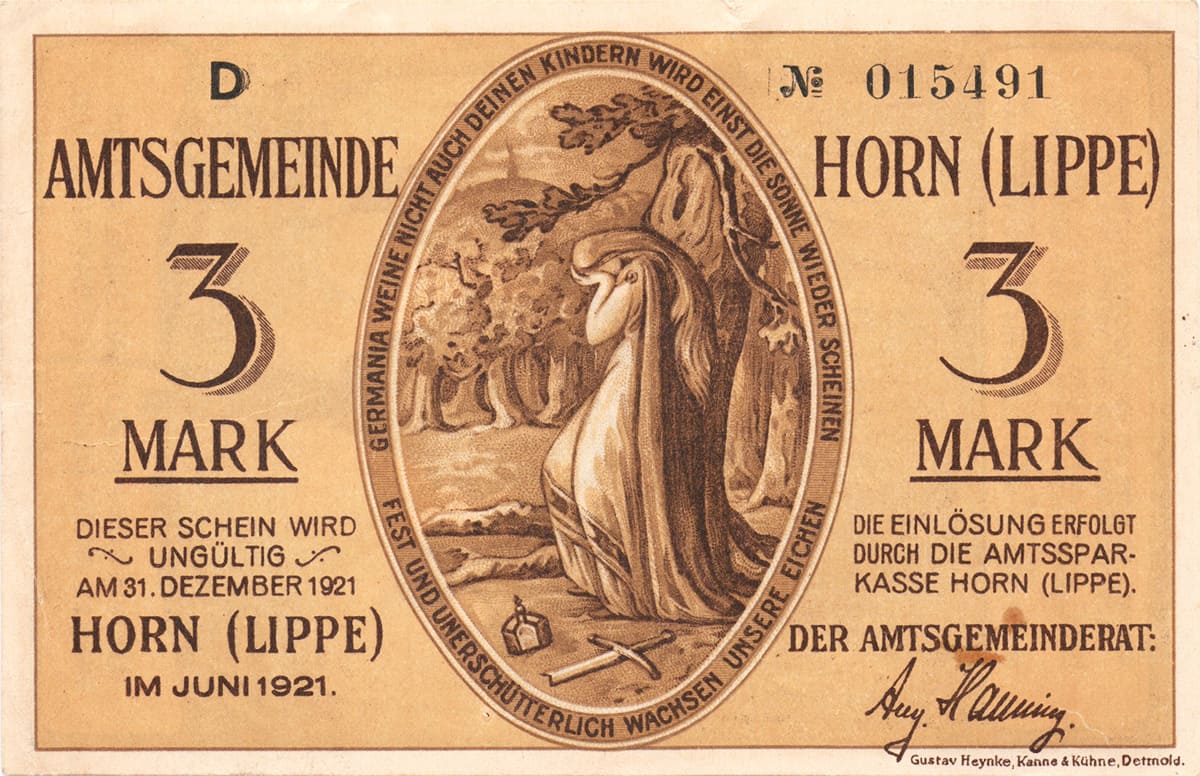 D
№ 015491
AMTSGEMEINDE
HORN (LIPPE)
3
MARK
3
MARK
DIESER SCHEIN WIRD
UNGÜLTIG
AM 31. DEZEMBER 1921
HORN (LIPPE)
IM JUNI 1921.
GERMANIA WEINE NICHT AUCH DEINEN KINDERN WIRD EINST DIE SONNE WIEDER SCHEINEN
FEST UND UNERSCHÜTTERLICH WACHSEN UNSERE EICHEN
DIE EINLÖSUNG ERFOLGT
DURCH DIE AMTSSPAR-
KASSE HORN (LIPPE).
DER AMTSGEMEINDERAT:
Gustav Heynke, Kanne & Kühne, Detmold.